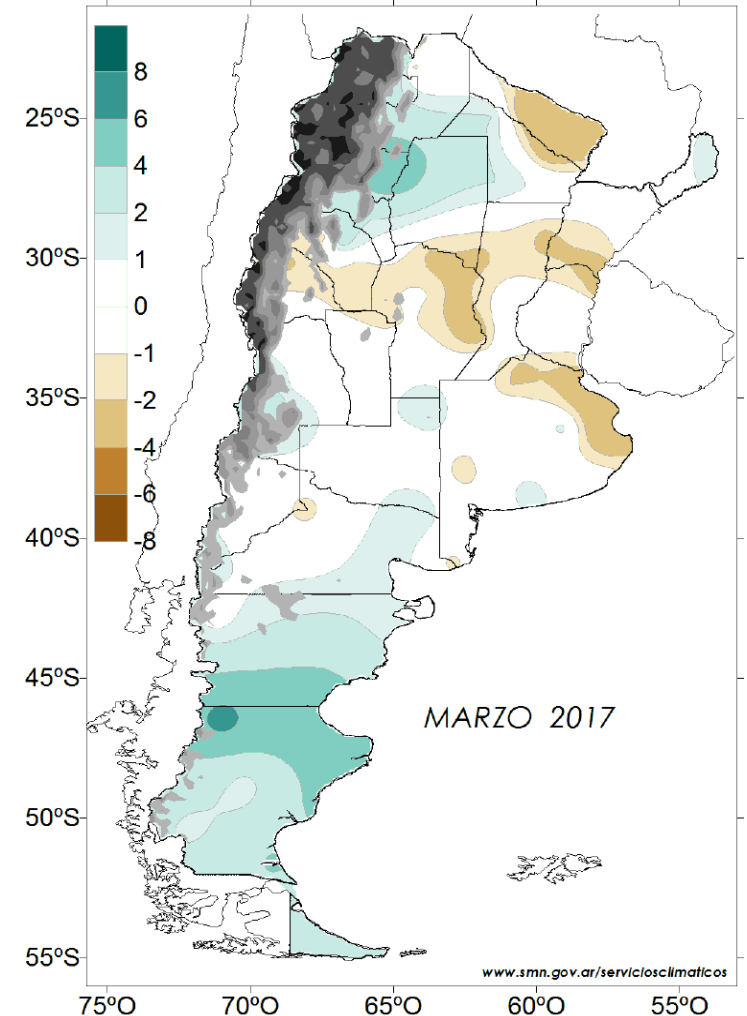 8
6
4
2
1
0
-1
-2
-4
-6
-8
25ºS
30ºS
35ºS
40ºS
45ºS
50ºS
55ºS
MARZO 2017
www.smn.gov.ar/serviciosclimaticos
75ºO
70ºO
65ºO
60ºO
55ºO